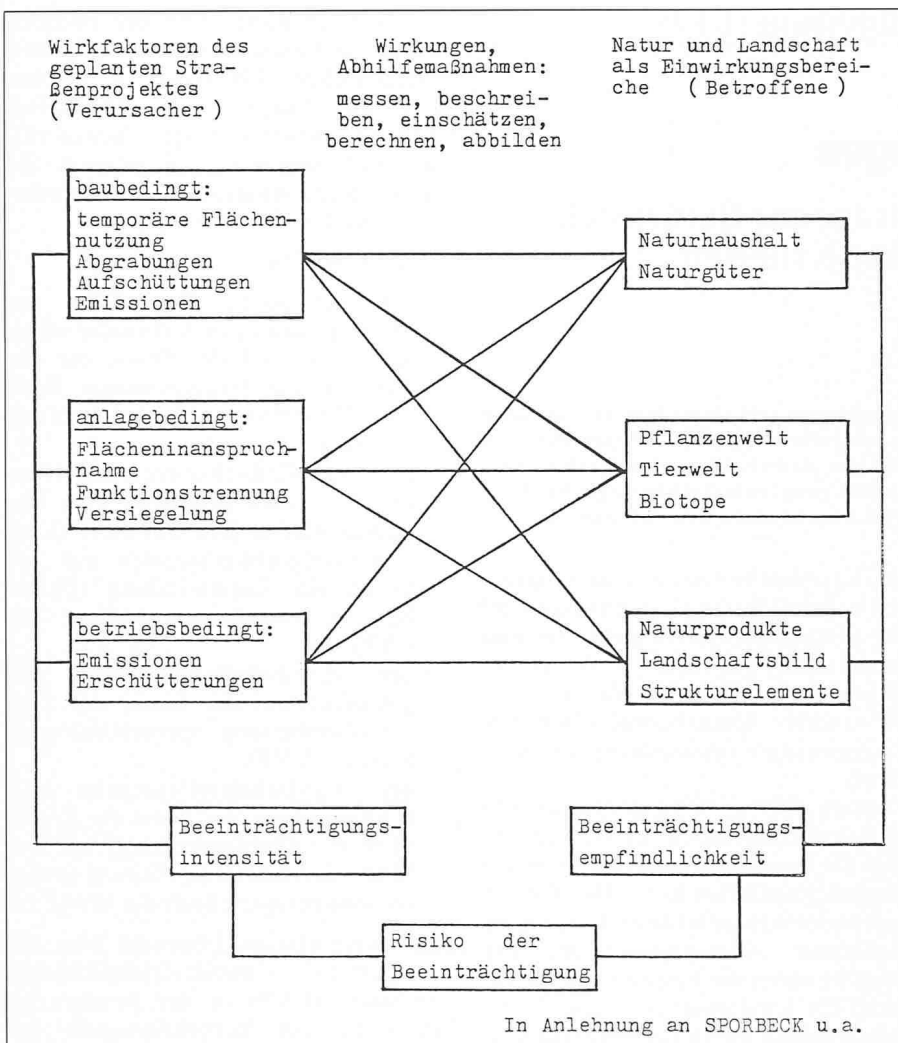 Wirkfaktoren des
geplanten Stra-
ßenprojektes
(Verursacher)
Wirkungen,
Abhilfemaßnahmen:
messen, beschrei-
ben, einschätzen,
berechnen, abbilden
Natur und Landschaft
als Einwirkungsberei-
che (Betroffene)
baubedingt:
temporäre Flächen-
nutzung
Abgrabungen
Aufschüttungen
Emissionen
Naturhaushalt
Naturgüter
anlagebedingt:
Flächeninanspruch-
nahme
Funktionstrennung
Versiegelung
Pflanzenwelt
Tierwelt
Biotope
betriebsbedingt:
Emissionen
Erschütterungen
Naturprodukte
Landschaftsbild
Strukturelemente
Beeinträchtigungs-
intensität
Beeinträchtigungs-
empfindlichkeit
Risiko der
Beeinträchtigung
In Anlehnung an SPORBECK u.a.